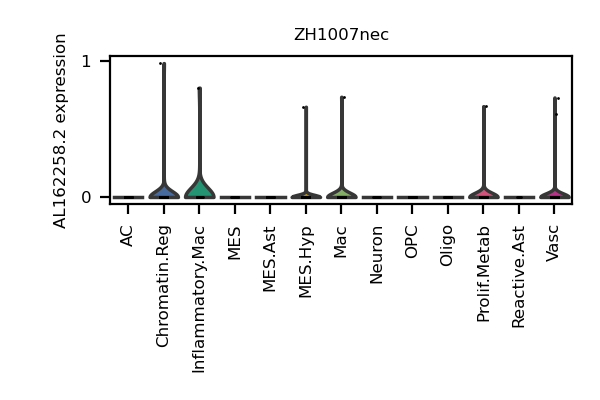 ZH1007nec
AL162258.2 expression
1
0
AC
Chromatin.Reg
Inflammatory.Mac
MES
MES.Ast
MES.Hyp
Mac
Neuron
OPC
Oligo
Prolif.Metab
Reactive.Ast
Vasc